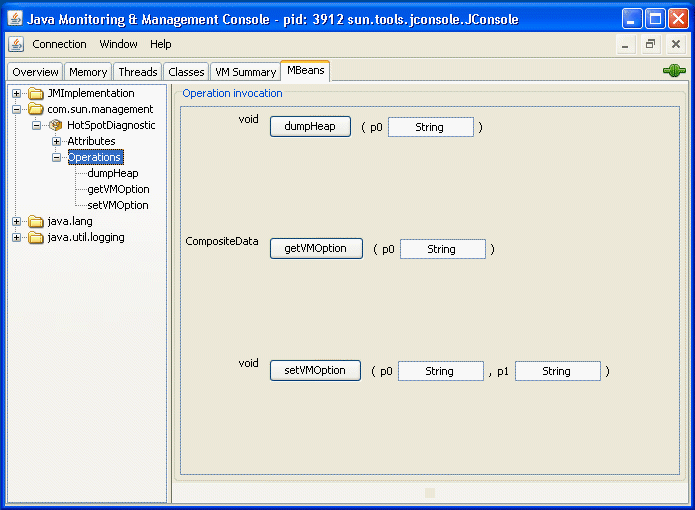 Java Monitoring & Management Console - pid: 3912 sun.tools.jconsole.JConsole
Connection Window Help
Overview Memory Threads Classes VM Summary MBeans
JMImplementation
com.sun.management
HotSpotDiagnostic
Attributes
Operations
dumpHeap
getVMOption
setVMOption
java.lang
java.util.logging
Operation invocation
void dumpHeap ( p0 String )
CompositeData getVMOption ( p0 String )
void setVMOption ( p0 String , p1 String )